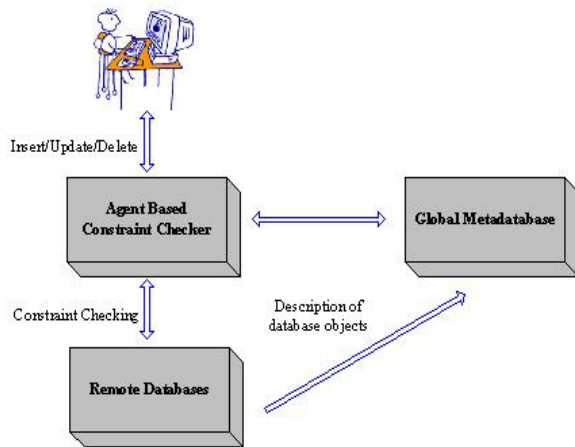 Insert/Update/Delete
Agent Based
Constraint Checker
Global Metadatabase
Constraint Checking
Description of
database objects
Remote Databases